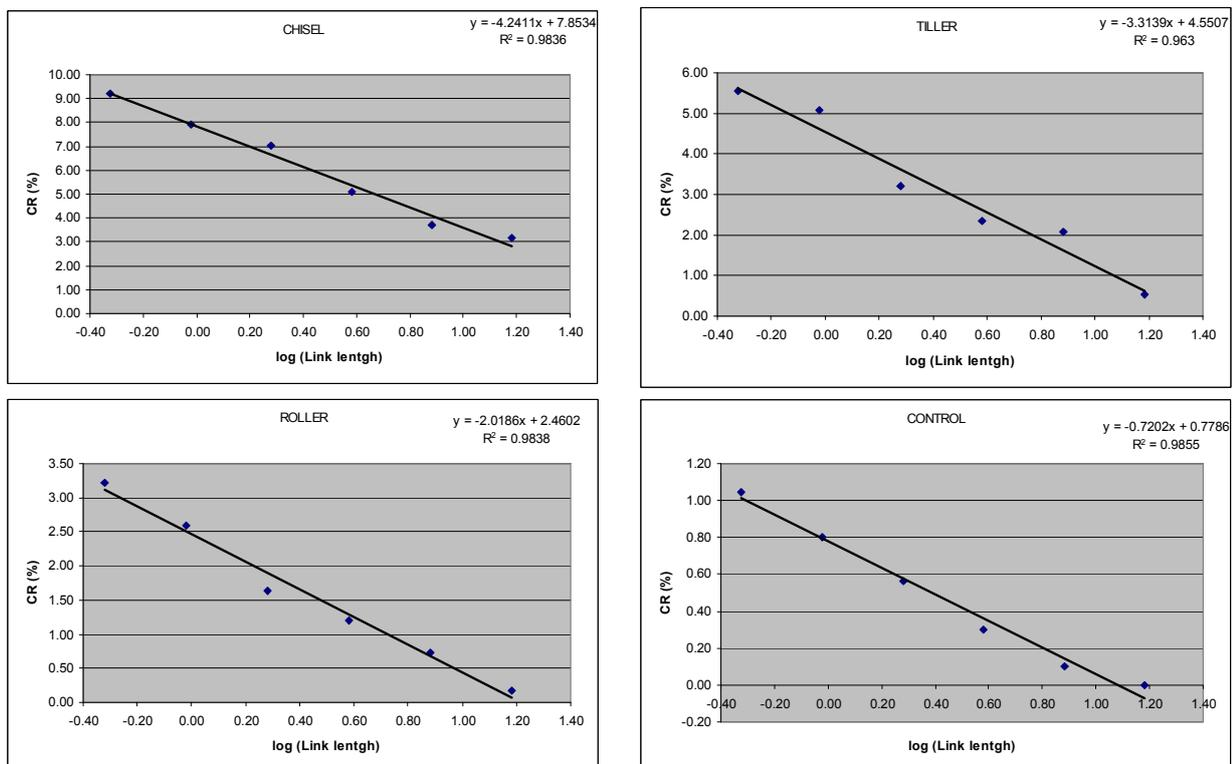 CHISEL
y = -4.2411x + 7.8534
R² = 0.9836
CR (%)
10.00
9.00
8.00
7.00
6.00
5.00
4.00
3.00
2.00
1.00
0.00
-0.40 -0.20 0.00 0.20 0.40 0.60 0.80 1.00 1.20 1.40
log (Link lentgh)
TILLER
y = -3.3139x + 4.5507
R² = 0.963
CR (%)
6.00
5.00
4.00
3.00
2.00
1.00
0.00
-0.40 -0.20 0.00 0.20 0.40 0.60 0.80 1.00 1.20 1.40
log (Link lentgh)
ROLLER
y = -2.0186x + 2.4602
R² = 0.9838
CR (%)
3.50
3.00
2.50
2.00
1.50
1.00
0.50
0.00
-0.40 -0.20 0.00 0.20 0.40 0.60 0.80 1.00 1.20 1.40
log (Link lentgh)
CONTROL
y = -0.7202x + 0.7786
R² = 0.9855
CR (%)
1.20
1.00
0.80
0.60
0.40
0.20
0.00
-0.20
-0.40 -0.20 0.00 0.20 0.40 0.60 0.80 1.00 1.20 1.40
log (Link lentgh)